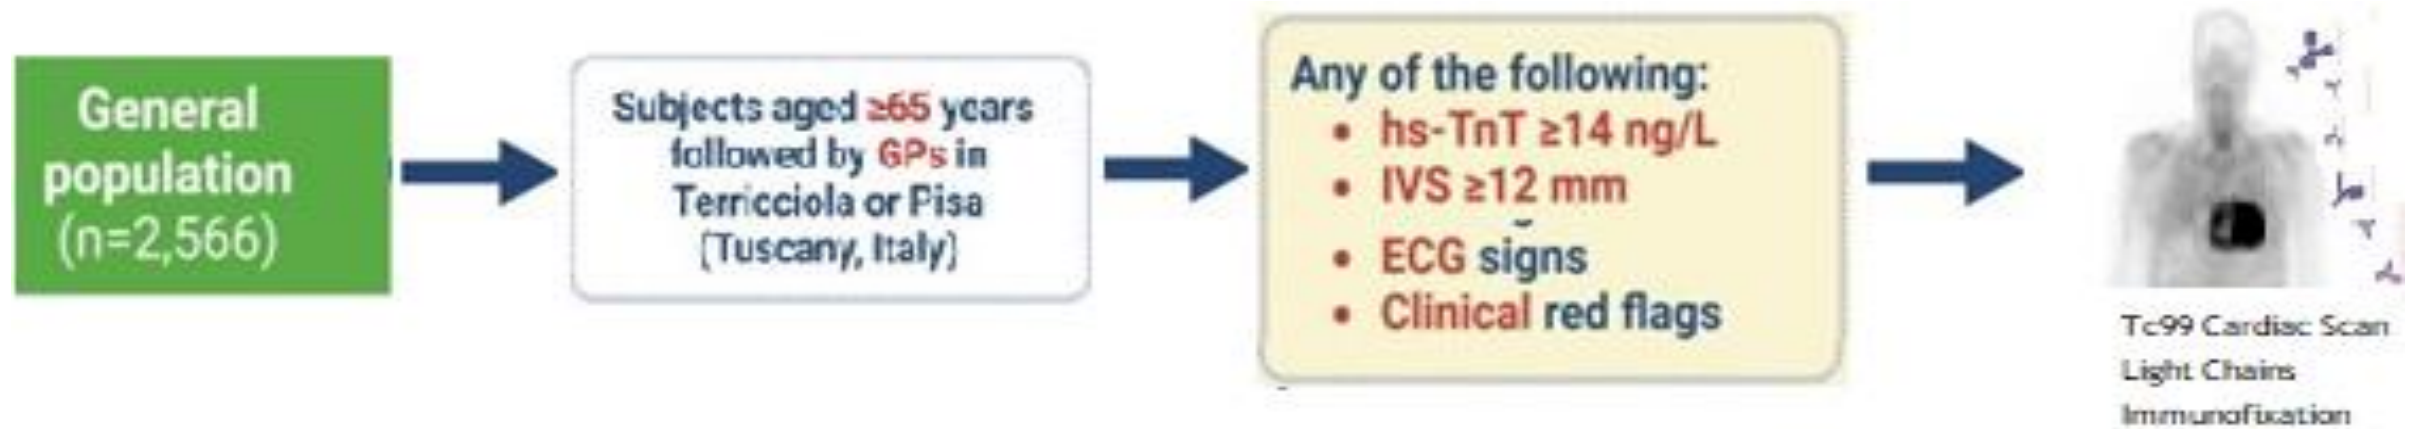 General
population
(n=2,566)
Subjects aged ≥65 years
followed by GPs in
Terricciola or Pisa
(Tuscany, Italy)
Any of the following:
• hs-TnT ≥14 ng/L
• IVS ≥12 mm
• ECG signs
• Clinical red flags
Tc99 Cardiac Scan
Light Chains
Immunofixation